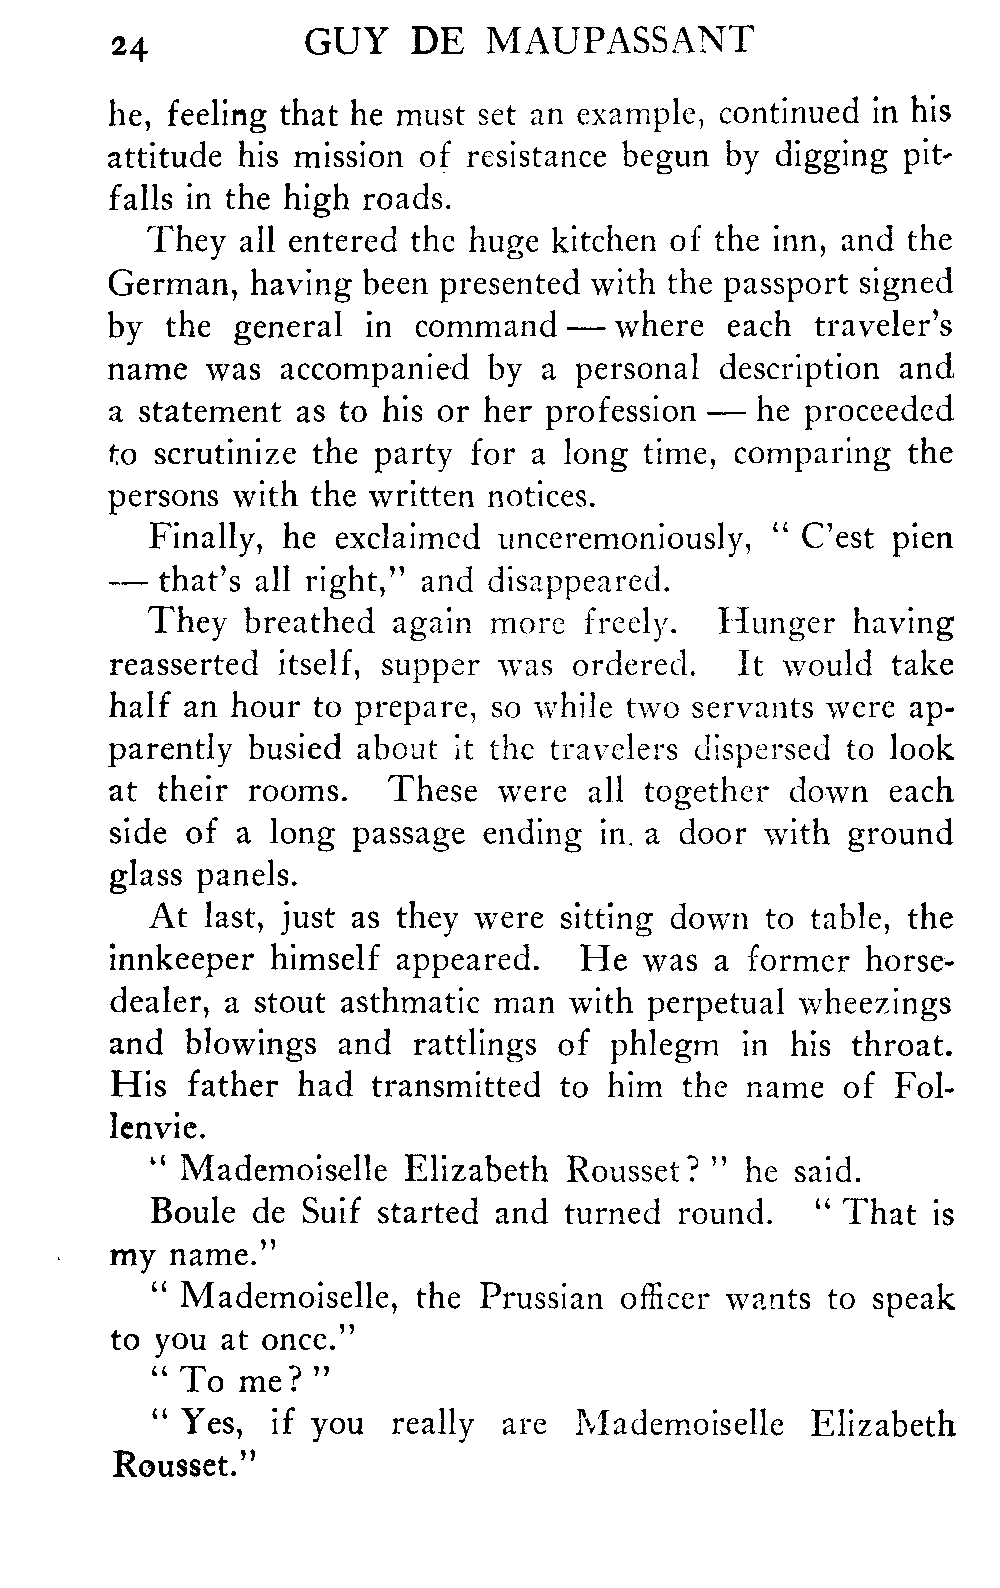 24 GUY DE MAUPASSANT
he, feeling that he must set an example, continued in his
attitude his mission of resistance begun by digging pit-
falls in the high roads.
They all entered the huge kitchen of the inn, and the
German, having been presented with the passport signed
by the general in command — where each traveler's
name was accompanied by a personal description and
a statement as to his or her profession — he proceeded
to scrutinize the party for a long time, comparing the
persons with the written notices.
Finally, he exclaimed unceremoniously, " C'est pien
— that's all right," and disappeared.
They breathed again more freely. Hunger having
reasserted itself, supper was ordered. It would take
half an hour to prepare, so while two servants were ap-
parently busied about it the travelers dispersed to look
at their rooms. These were all together down each
side of a long passage ending in. a door with ground
glass panels.
At last, just as they were sitting down to table, the
innkeeper himself appeared. He was a former horse-
dealer, a stout asthmatic man with perpetual wheezings
and blowings and rattlings of phlegm in his throat.
His father had transmitted to him the name of Fol-
lenvie.
" Mademoiselle Elizabeth Rousset? " he said.
Boule de Suif started and turned round. " That is
my name."
" Mademoiselle, the Prussian officer wants to speak
to you at once."
" To me? "
" Yes, if you really are Mademoiselle Elizabeth
Rousset."